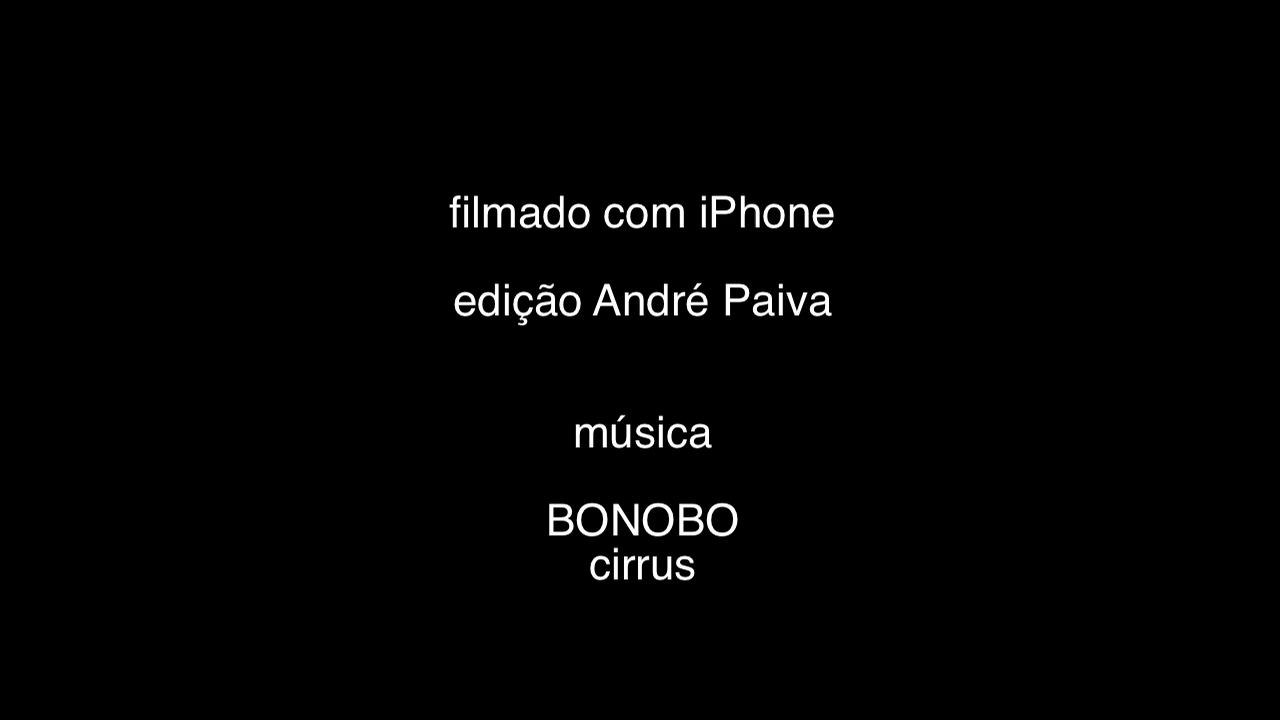 filmado com iPhone
edição André Paiva
música
BONOBO
cirrus